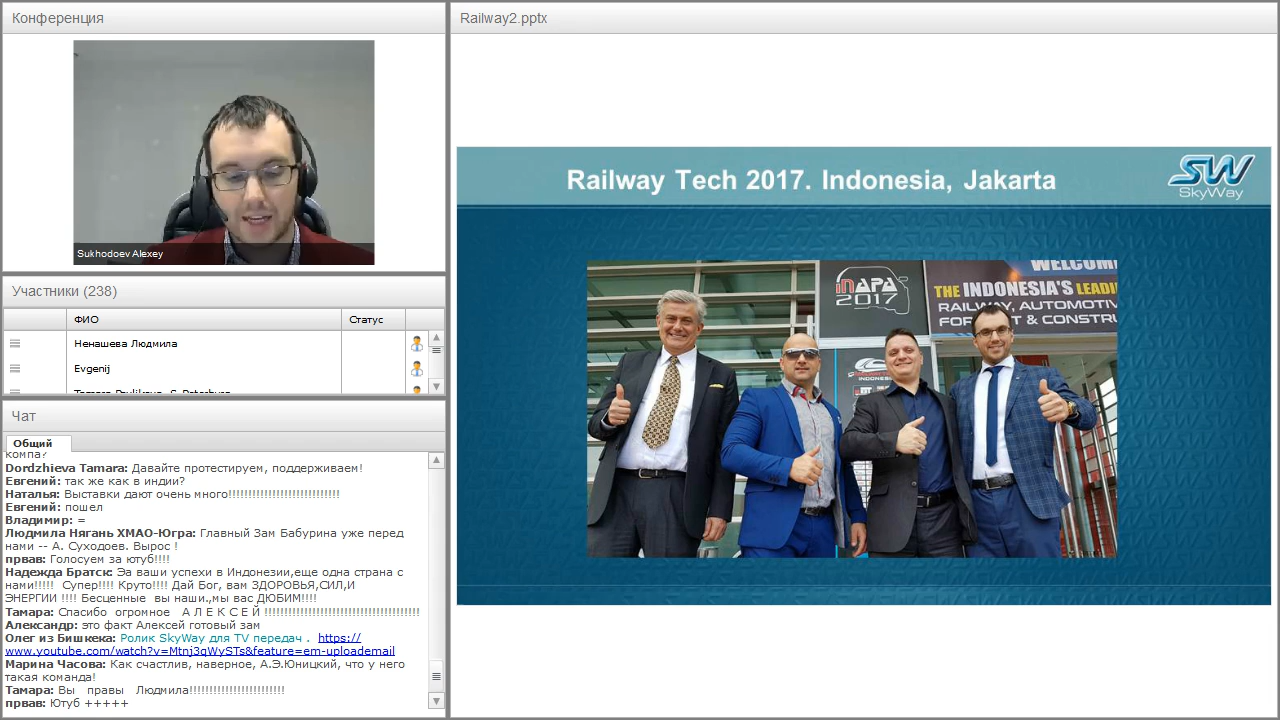 Конференция
Sukhodoev Alexey
Участники (238)
ФИО
Статус
Ненашева Людмила
Evgenij
Чат
Общий
компа?
Dordzhieva Tamara: Давайте протестируем, поддерживаем!
Евгений: так же как в индии?
Наталья: Выставки дают очень много!!!!!!!!!!!!!!!!!!!!!!!!!!!!
Евгений: пошел
Владимир: =
Людмила Нягань ХМАО-Югра: Главный Зам Бабурина уже перед
нами -- А. Суходоев. Вырос !
првав: Голосуем за ютуб!!!!
Надежда Братск: Эа ваши успехи в Индонезии,еще одна страна с
нами!!!!! Супер!!!! Круто!!!! Дай Бог, вам ЗДОРОВЬЯ,СИЛ,И
ЭНЕРГИИ !!!! Бесценные вы наши.,мы вас ДЮБИМ!!!!
Тамара: Спасибо огромное А Л Е К С Е Й !!!!!!!!!!!!!!!!!!!!!!!!!!!!!!!!!!!!!!!
Александр: это факт Алексей готовый зам
Олег из Бишкека: Ролик SkyWay для TV передач . https://
www.youtube.com/watch?v=Mtnj3qWySTs&feature=em-uploademail
Марина Часова: Как счастлив, наверное, А.Э.Юницкий, что у него
такая команда!
Тамара: Вы правы Людмила!!!!!!!!!!!!!!!!!!!!!!!!
првав: Ютуб +++++
Railway2.pptx
Railway Tech 2017. Indonesia, Jakarta
SW
SkyWay
INAPA
2017
WELCOME
THE INDONESIA'S LEADI
RAILWAY, AUTOMOTIV
& CONSTRU
INDONESIA